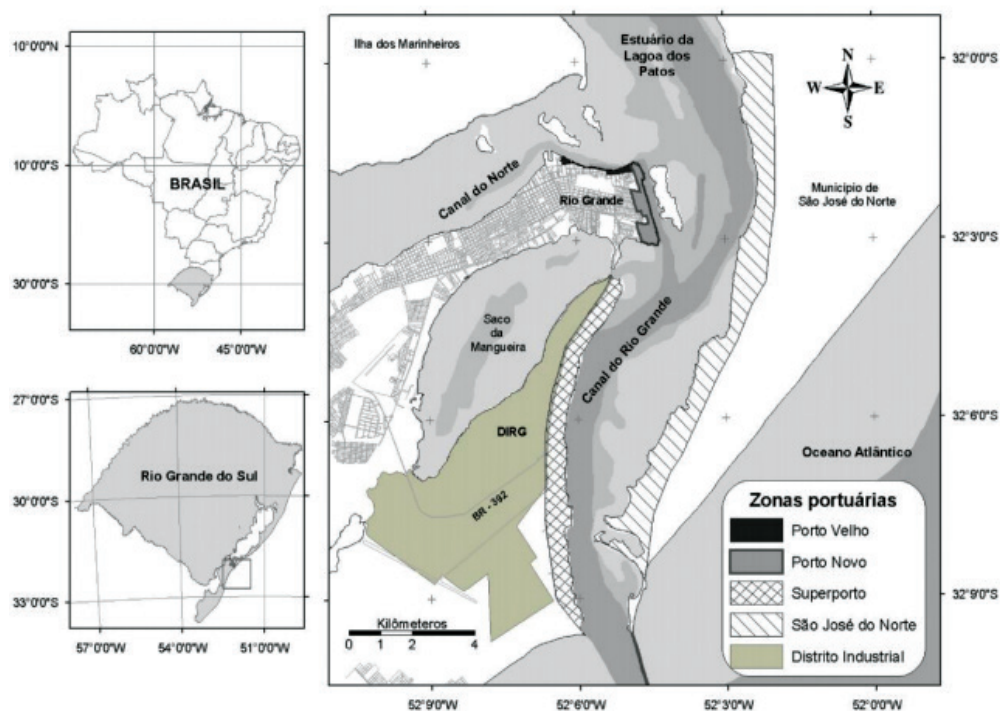 10°0'0"N
10°0'0"S
30°0'0"S
BRASIL
60°0'0"W
45°0'0"W
27°0'0"S
30°0'0"S
33°0'0"S
Rio Grande do Sul
57°0'0"W
54°0'0"W
51°0'0"W
Ilha dos Marinheiros
Estuário da
Lagoa dos
Patos
N
W
E
S
Canal do Norte
Rio Grande
Município de
São José do Norte
Saco
da
Mangueira
Canal do Rio Grande
DIRG
BR - 392
Oceano Atlântico
Zonas portuárias
Porto Velho
Porto Novo
Superporto
São José do Norte
Distrito Industrial
Kilômeteros
0 1 2 4
32°0'0"S
32°3'0"S
32°6'0"S
32°9'0"S
52°9'0"W
52°6'0"W
52°3'0"W
52°0'0"W